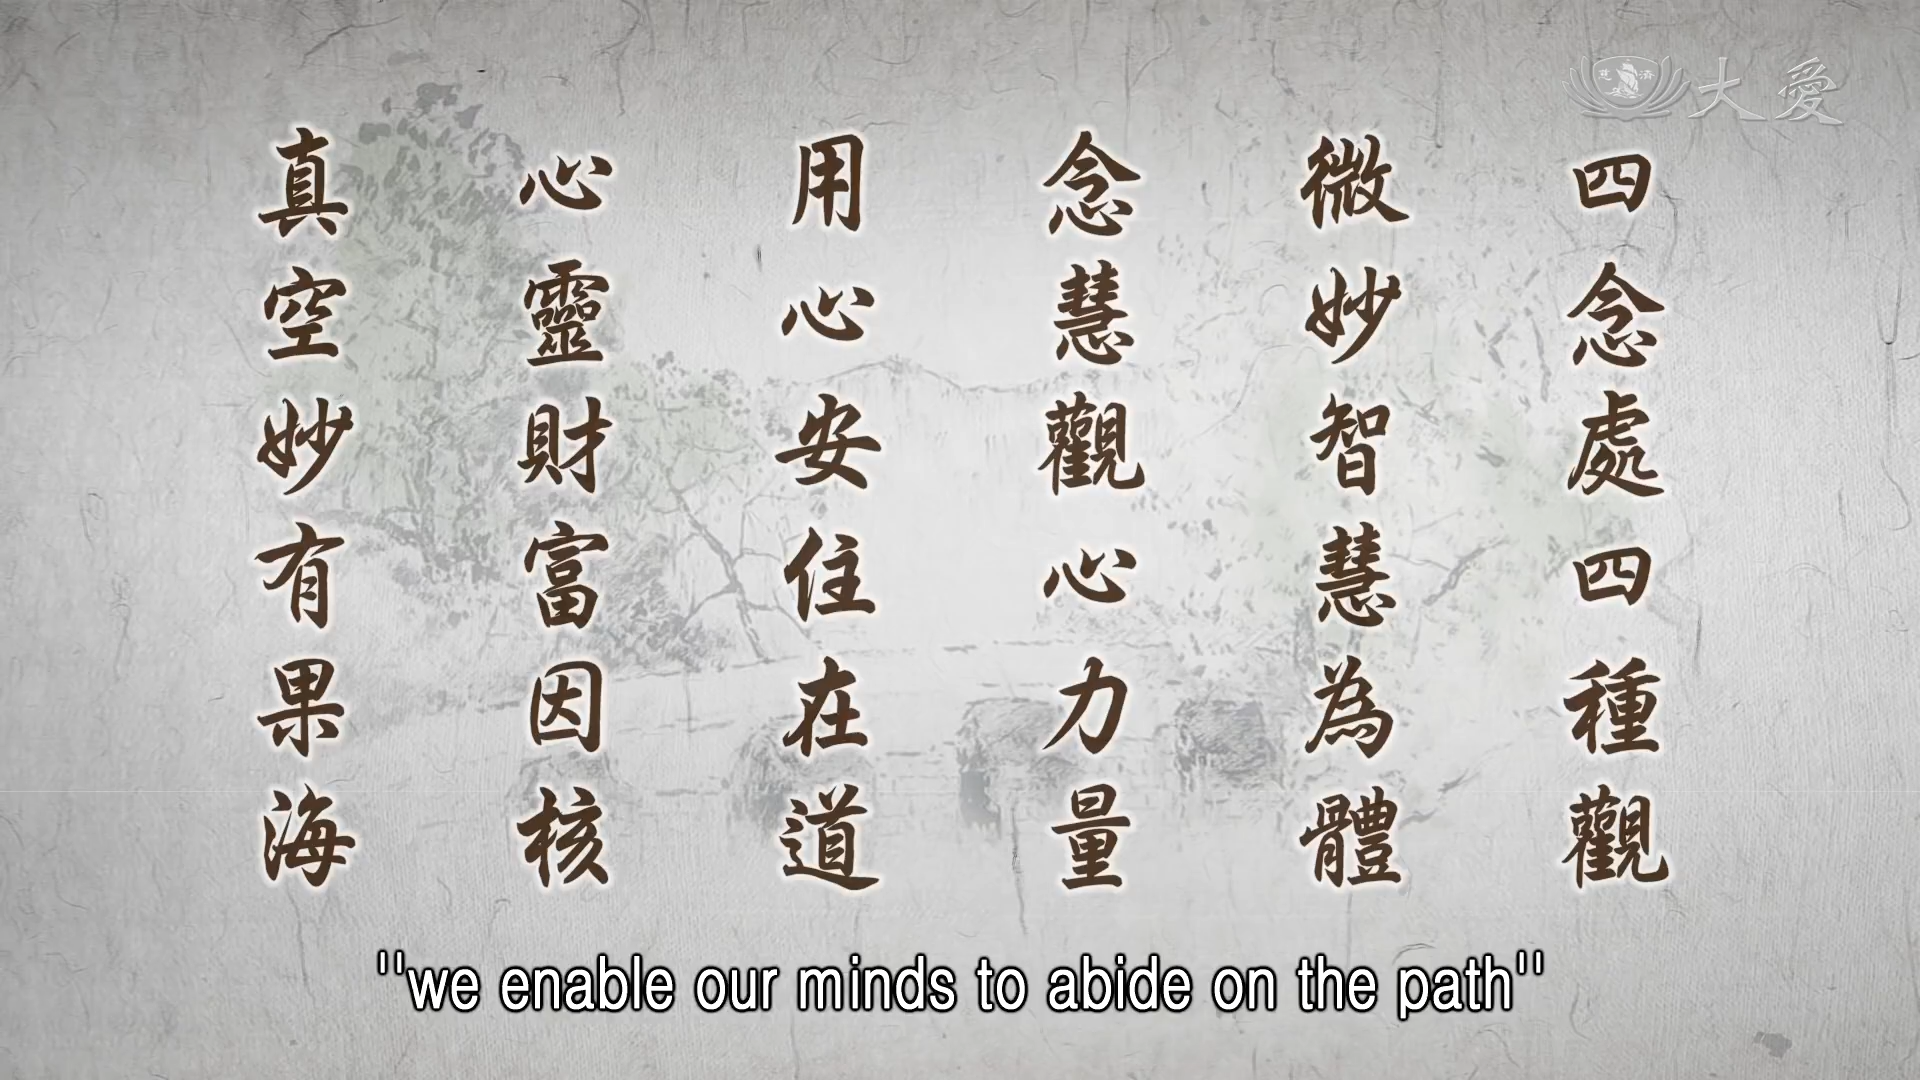 大愛
慈濟
四念處四種觀
微妙智慧為體
念慧觀心力量
用心安住在道
心靈財富因核
真空妙有果海
"we enable our minds to abide on the path"